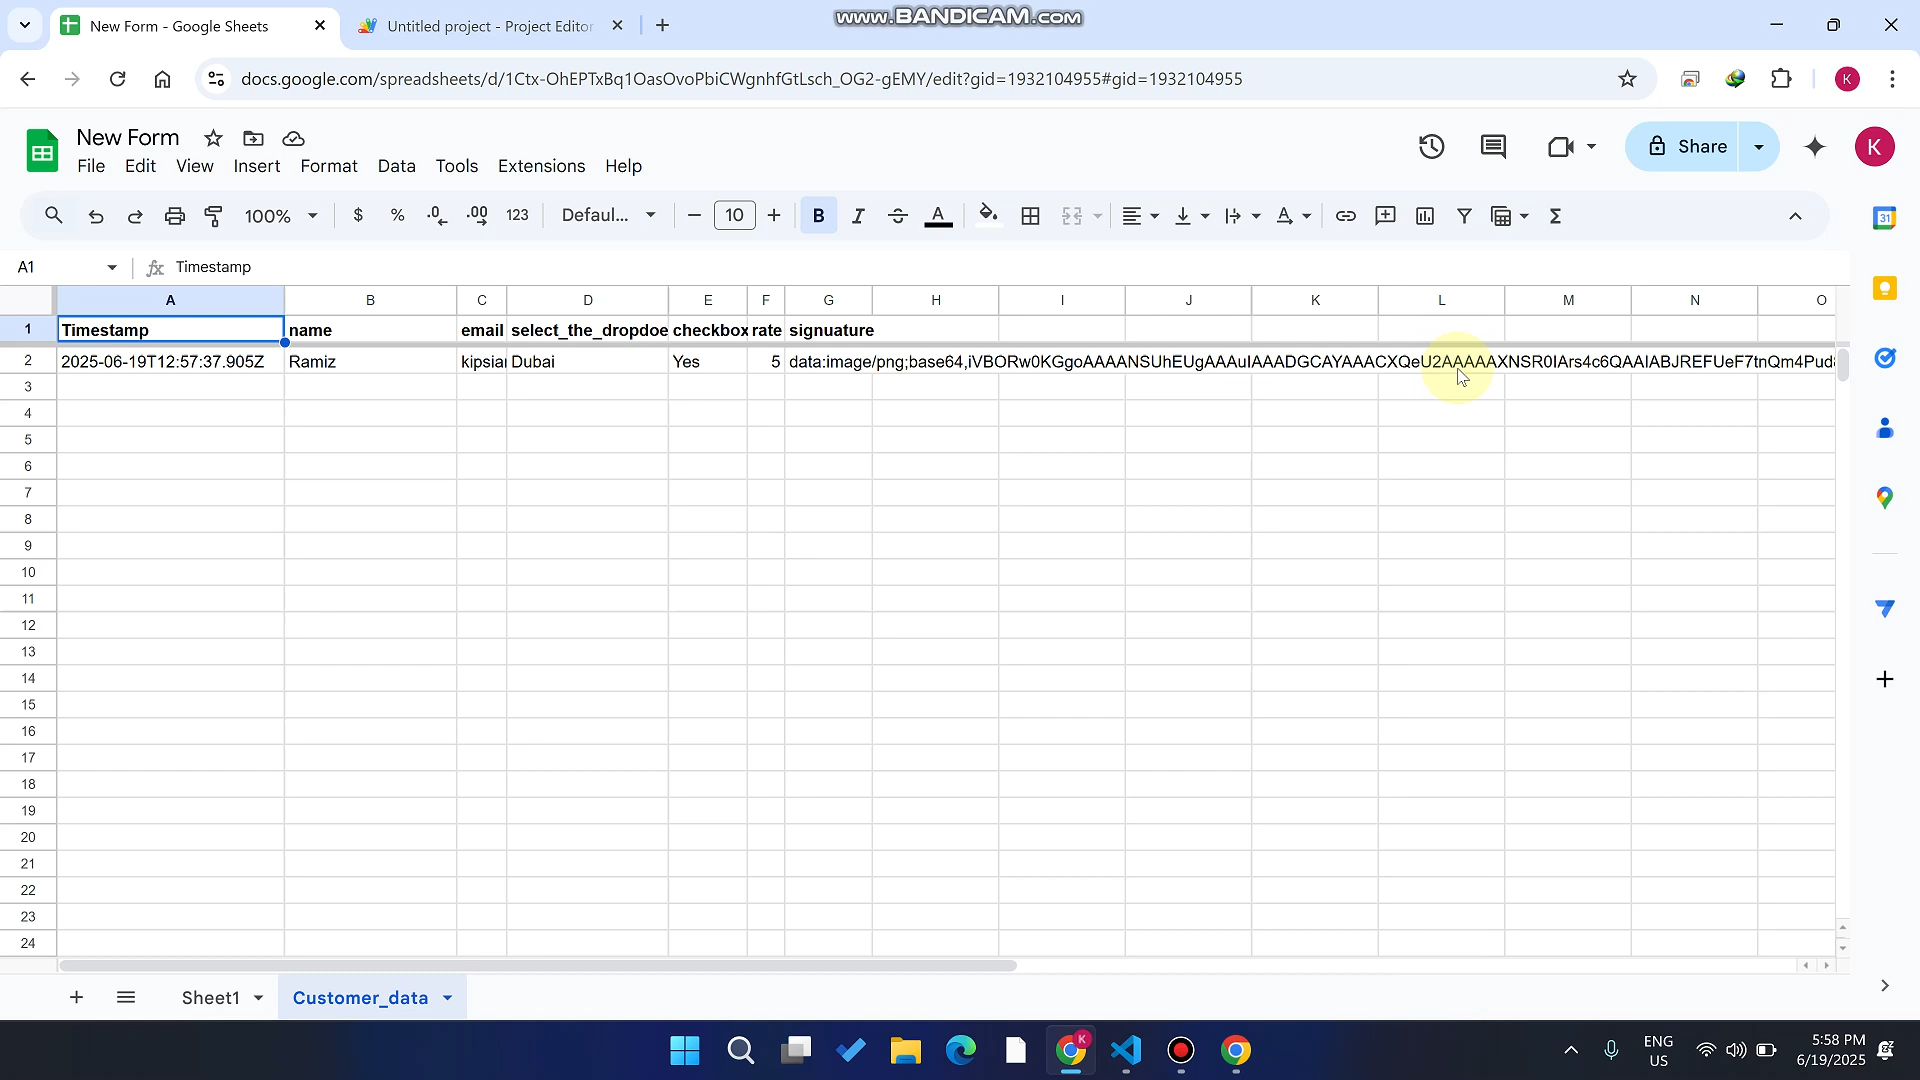 New Form - Google Sheets
Untitled project - Project Editor
www.BANDICAM.com
docs.google.com/spreadsheets/d/1Ctx-OhEPTxBq1OasOvoPbiCWgnhfGtLsch_OG2-gEMY/edit?gid=1932104955#gid=1932104955
K
New Form
Share
K
File Edit View Insert Format Data Tools Extensions Help
100% $ % .0 .00 123 Defaul... 10 B I S A A Σ
31
A1 fx Timestamp
A B C D E F G H I J K L M N O
1 Timestamp name email select_the_dropdoe checkbox rate signuature
2 2025-06-19T12:57:37.905Z Ramiz kipsiai Dubai Yes 5 data:image/png;base64,iVBORw0KGgoAAAANSUhEUgAAAuIAAADGCAYAAACXQeU2AAAAAXNSR0IArs4c6QAAIABJREFUeF7tnQm4Pud
3
4
5
6
7
8
9
10
11
12
13
14
15
16
17
18
19
20
21
22
23
24
Sheet1 Customer_data
K
ENG
US
5:58 PM
6/19/2025